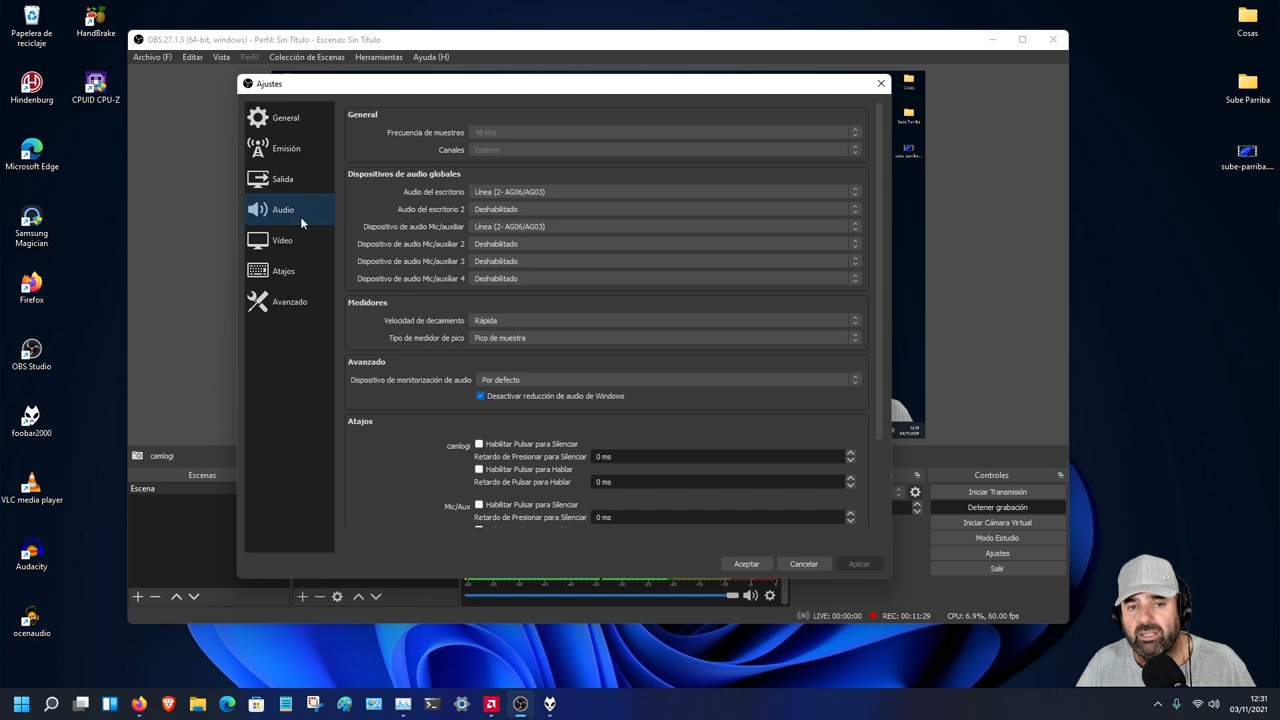 Papelera de
reciclaje
HandBrake
Hindenburg
CPUID CPU-Z
Microsoft Edge
Samsung
Magician
Firefox
OBS Studio
foobar2000
VLC media player
Audacity
ocenaudio
Cosas
Sube Parriba
sube-parriba....
OBS 27.1.3 (64-bit, windows) - Perfil: Sin Título - Escenas: Sin Título
Archivo (F) Editar Vista Perfil Colección de Escenas Herramientas Ayuda (H)
Ajustes
General
Emisión
Salida
Audio
Vídeo
Atajos
Avanzado
General
Frecuencia de muestreo 48 kHz
Canales Estéreo
Dispositivos de audio globales
Audio del escritorio Línea (2- AG06/AG03)
Audio del escritorio 2 Deshabilitado
Dispositivo de audio Mic/auxiliar Línea (2- AG06/AG03)
Dispositivo de audio Mic/auxiliar 2 Deshabilitado
Dispositivo de audio Mic/auxiliar 3 Deshabilitado
Dispositivo de audio Mic/auxiliar 4 Deshabilitado
Medidores
Velocidad de decaimiento Rápida
Tipo de medidor de pico Pico de muestra
Avanzado
Dispositivo de monitorización de audio Por defecto
Desactivar reducción de audio de Windows
Atajos
camlogi Habilitar Pulsar para Silenciar
Retardo de Presionar para Silenciar 0 ms
Habilitar Pulsar para Hablar
Retardo de Pulsar para Hablar 0 ms
Mic/Aux Habilitar Pulsar para Silenciar
Retardo de Presionar para Silenciar 0 ms
Aceptar Cancelar Aplicar
Cosas
Sube Parriba
sube-parriba...
camlogi
Escenas
Escena
Controles
Iniciar Transmisión
Detener grabación
Iniciar Cámara Virtual
Modo Estudio
Ajustes
Salir
LIVE: 00:00:00 REC: 00:11:29 CPU: 6.9%, 60.00 fps
12:31
03/11/2021